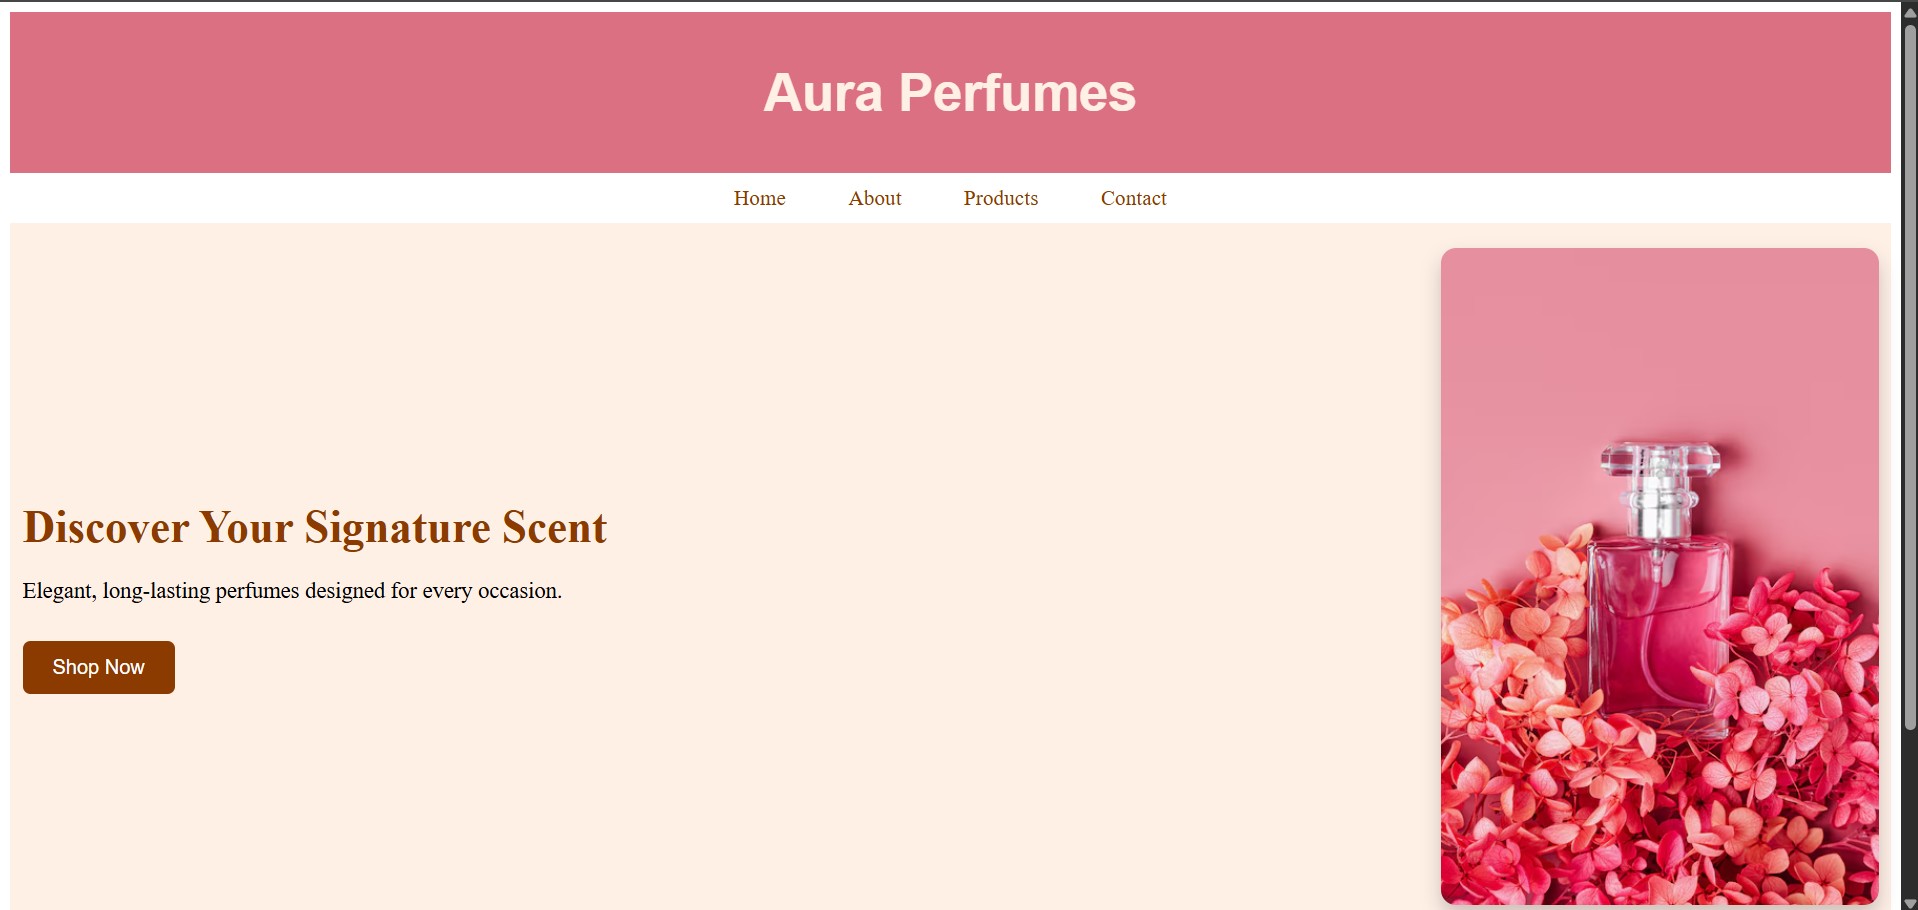 Aura Perfumes
Home About Products Contact
Discover Your Signature Scent
Elegant, long-lasting perfumes designed for every occasion.
Shop Now